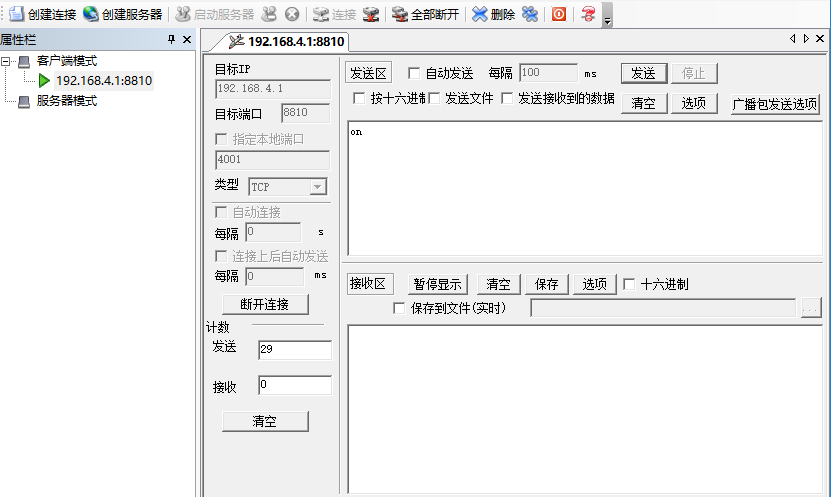 创建连接 创建服务器 启动服务器 连接 全部断开 删除
属性栏
客户端模式
192.168.4.1:8810
服务器模式
192.168.4.1:8810
目标IP
192.168.4.1
目标端口 8810
指定本地端口
4001
类型 TCP
自动连接
每隔 0 s
连接上后自动发送
每隔 0 ms
断开连接
计数
发送 29
接收 0
清空
发送区 自动发送 每隔 100 ms 发送 停止
按十六进制 发送文件 发送接收到的数据 清空 选项 广播包发送选项
on
接收区 暂停显示 清空 保存 选项 十六进制
保存到文件(实时) ...